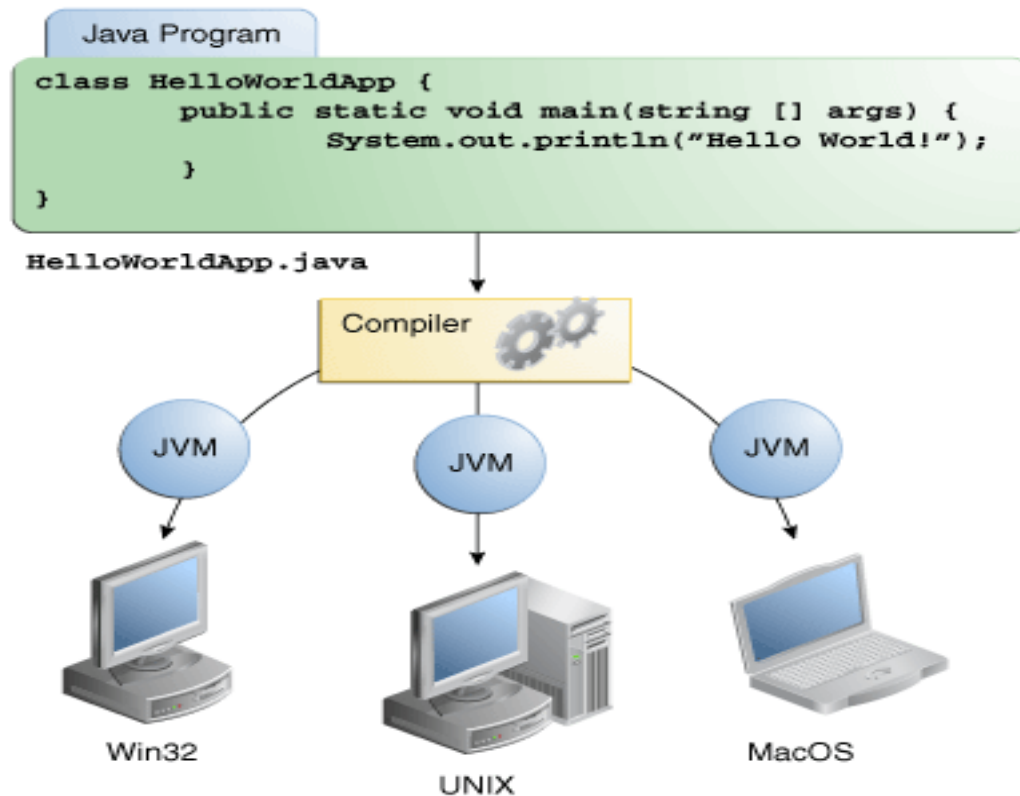 Java Program
class HelloWorldApp {
        public static void main(string [] args) {
                System.out.println(”Hello World!”);
        }
}
HelloWorldApp.java
Compiler
JVM
JVM
JVM
Win32
UNIX
MacOS